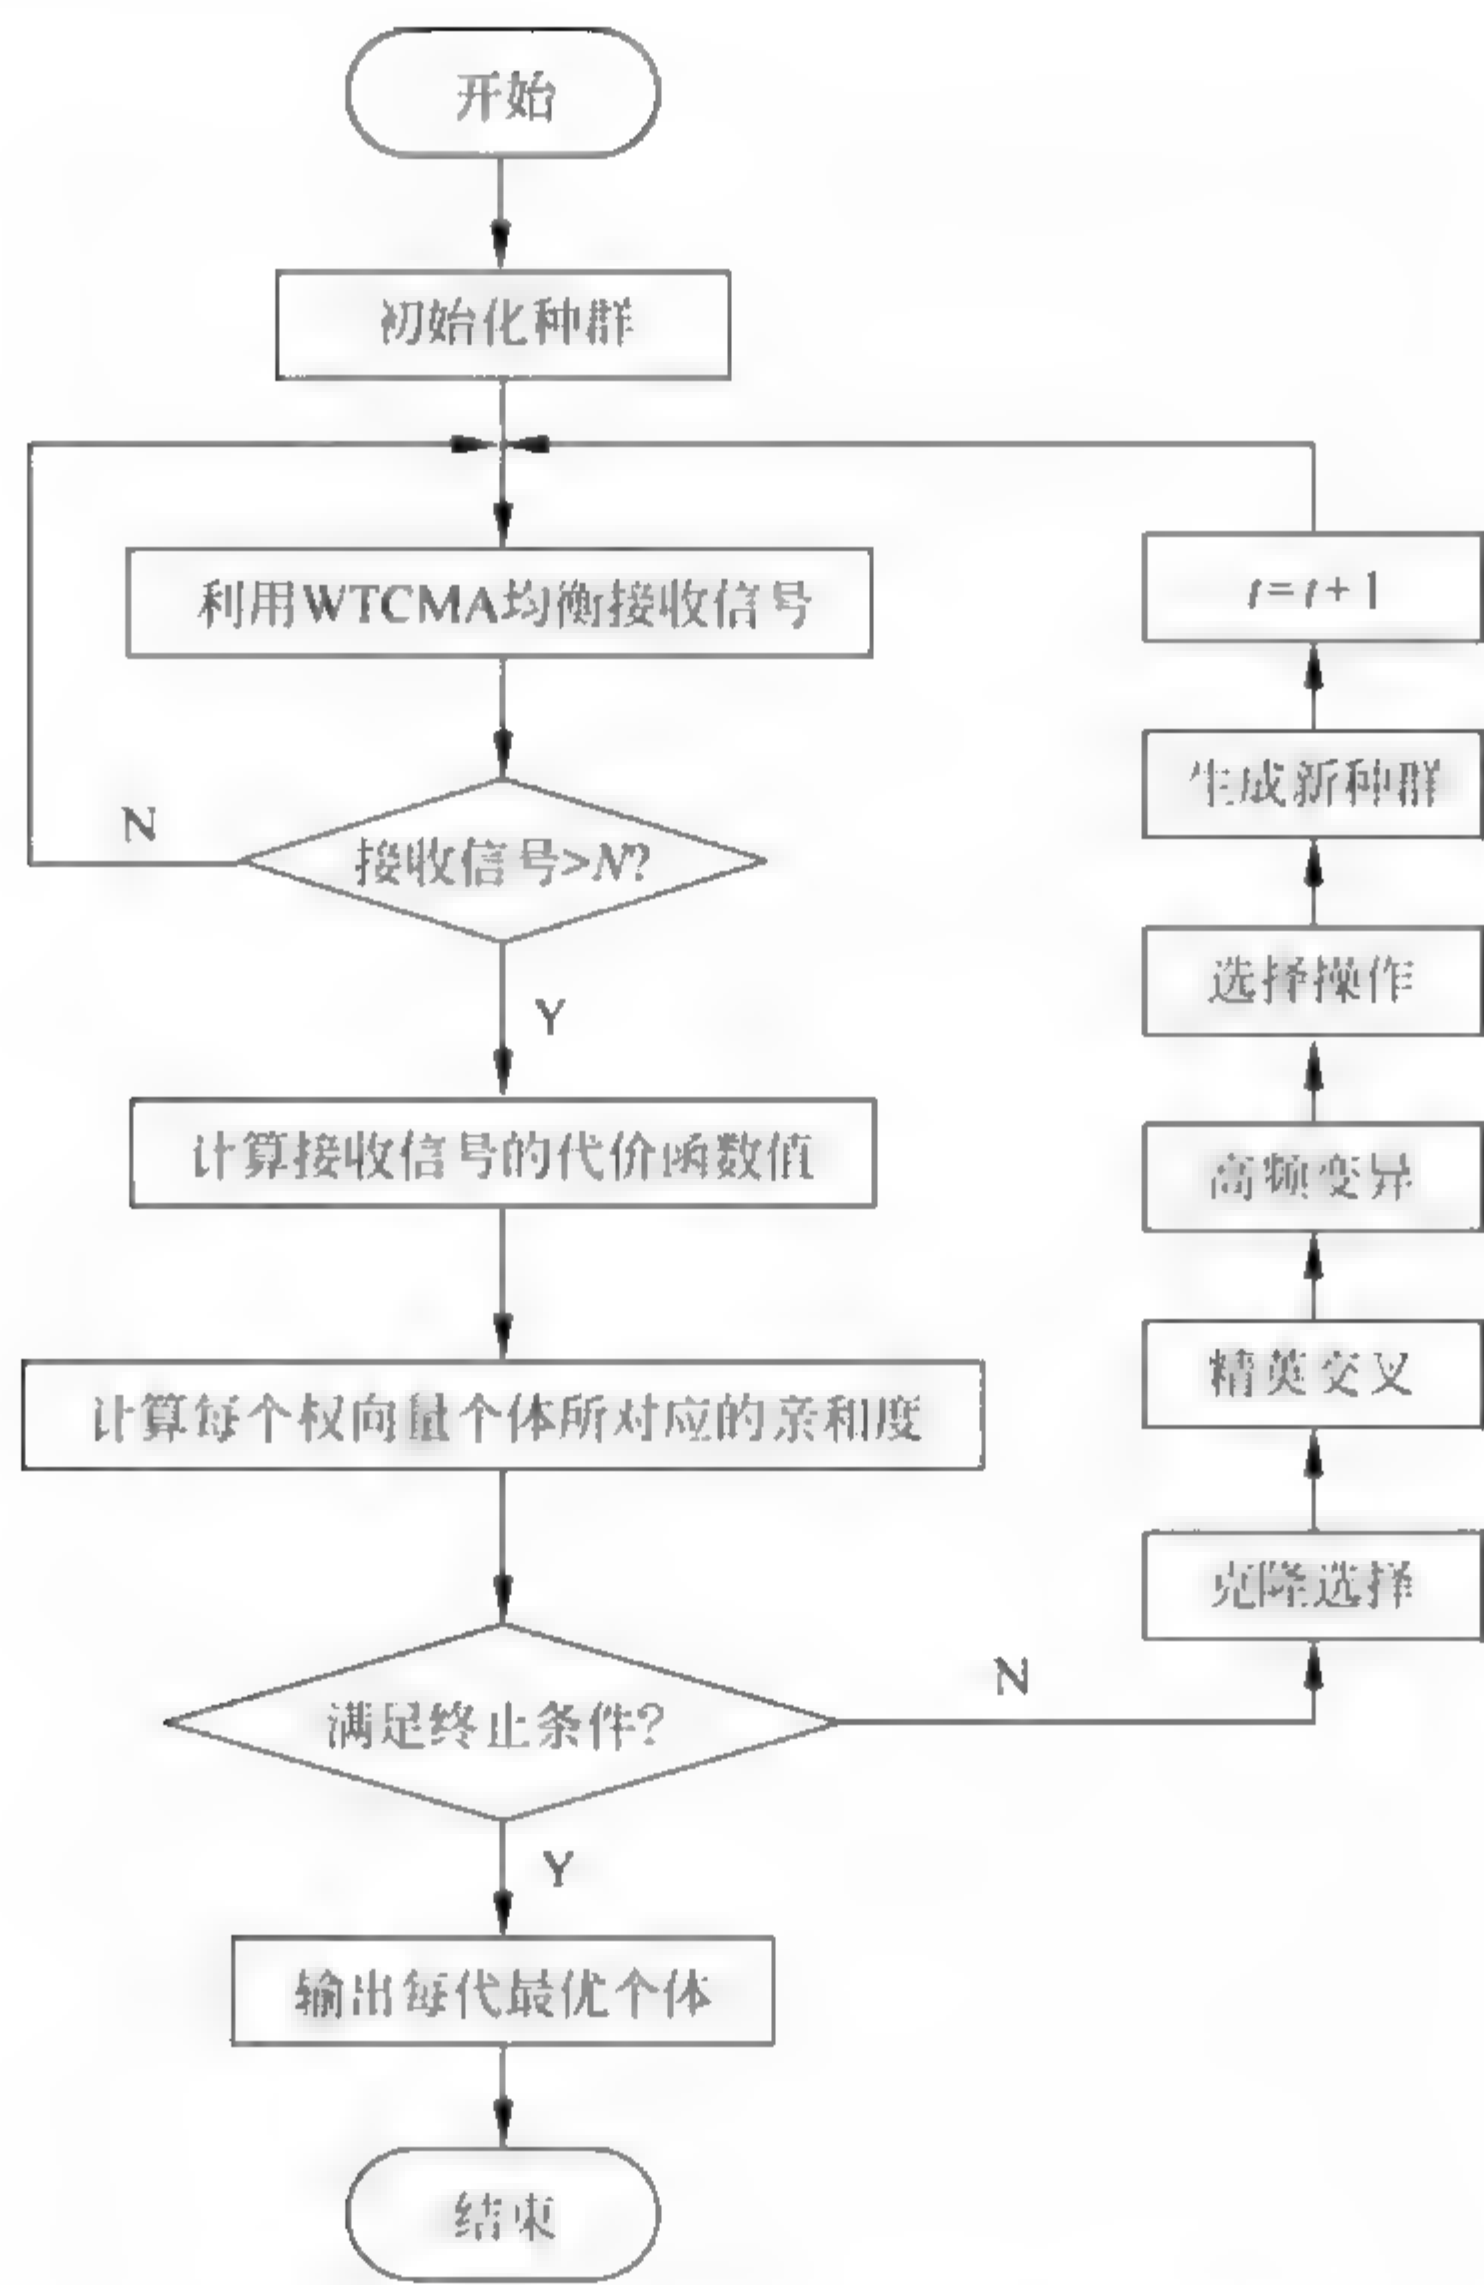 开始
初始化种群
利用WTCMA均衡接收信号
接收信号>N?
N
Y
计算接收信号的代价函数值
计算每个权向量个体所对应的亲和度
满足终止条件?
N
Y
输出每代最优个体
结束
克隆选择
精英交叉
高频变异
选择操作
生成新种群
t=t+1